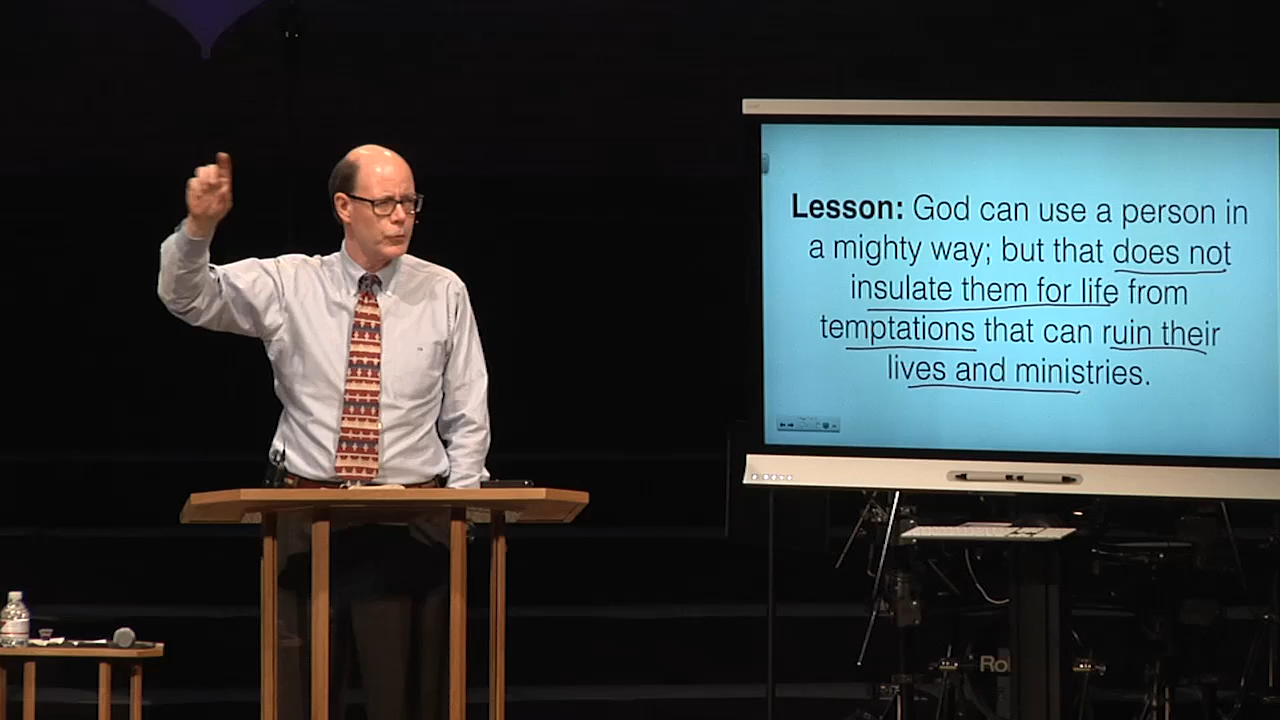 Lesson: God can use a person in
a mighty way; but that does not
insulate them for life from
temptations that can ruin their
lives and ministries.
Ro